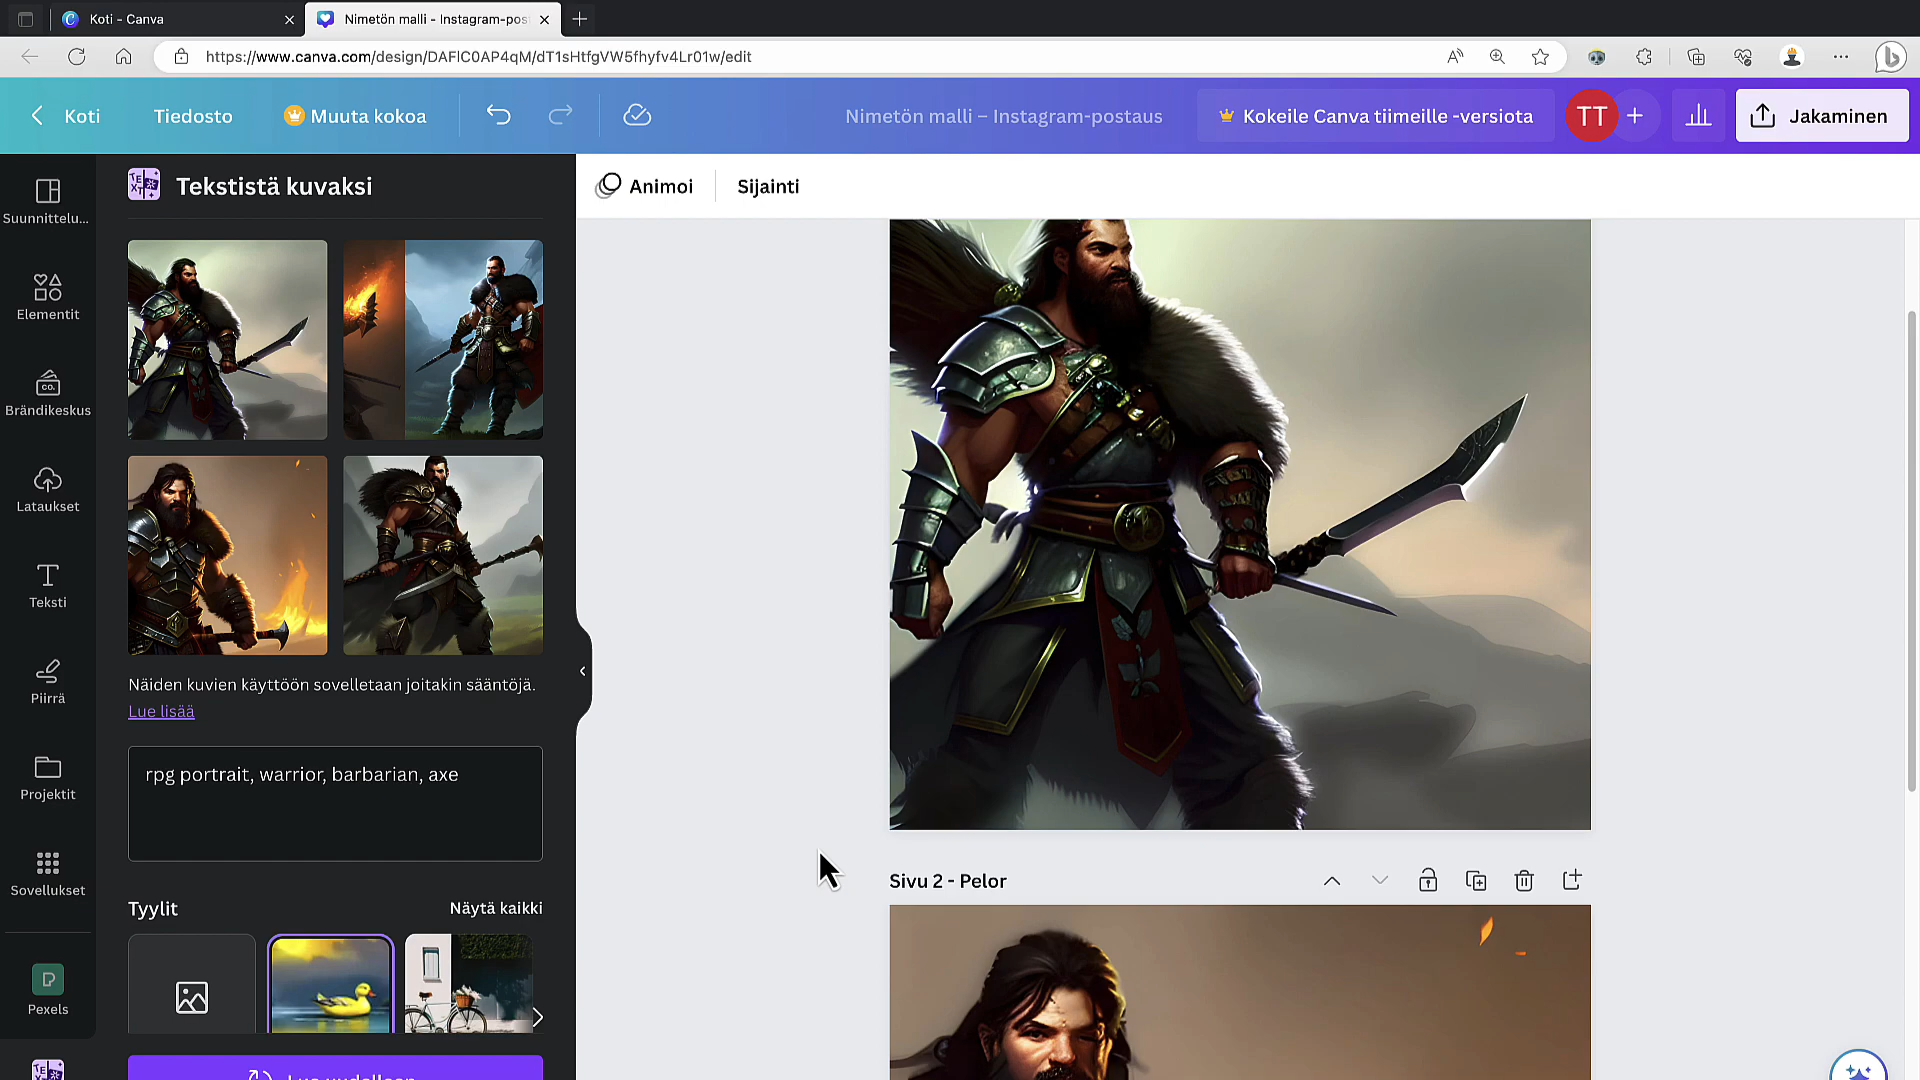 Koti - Canva
Nimetön malli - Instagram-pos
https://www.canva.com/design/DAFlC0AP4qM/dT1sHtfgVW5fhyfv4Lr01w/edit
Koti
Tiedosto
Muuta kokoa
Nimetön malli – Instagram-postaus
Kokeile Canva tiimeille -versiota
TT
Jakaminen
Suunnittelu...
Elementit
CO.
Brändikeskus
Lataukset
Teksti
Piirrä
Projektit
Sovellukset
P
Pexels
TEXT
Tekstistä kuvaksi
Näiden kuvien käyttöön sovelletaan joitakin sääntöjä.
Lue lisää
rpg portrait, warrior, barbarian, axe
Tyylit
Näytä kaikki
Animoi
Sijainti
Sivu 2 - Pelor